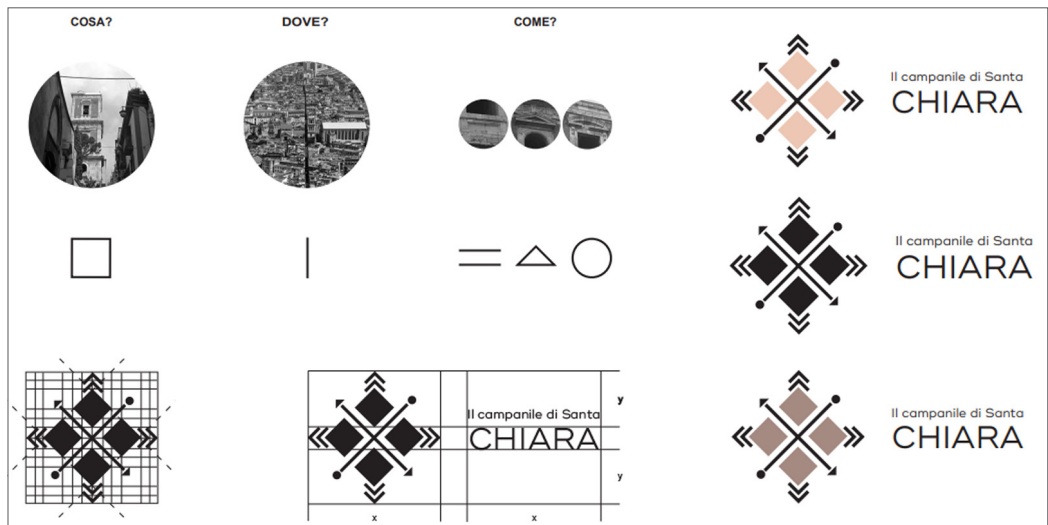 COSA?
DOVE?
COME?
Il campanile di Santa
CHIARA
Il campanile di Santa
CHIARA
Il campanile di Santa
CHIARA
y
y
x
x
Il campanile di Santa
CHIARA